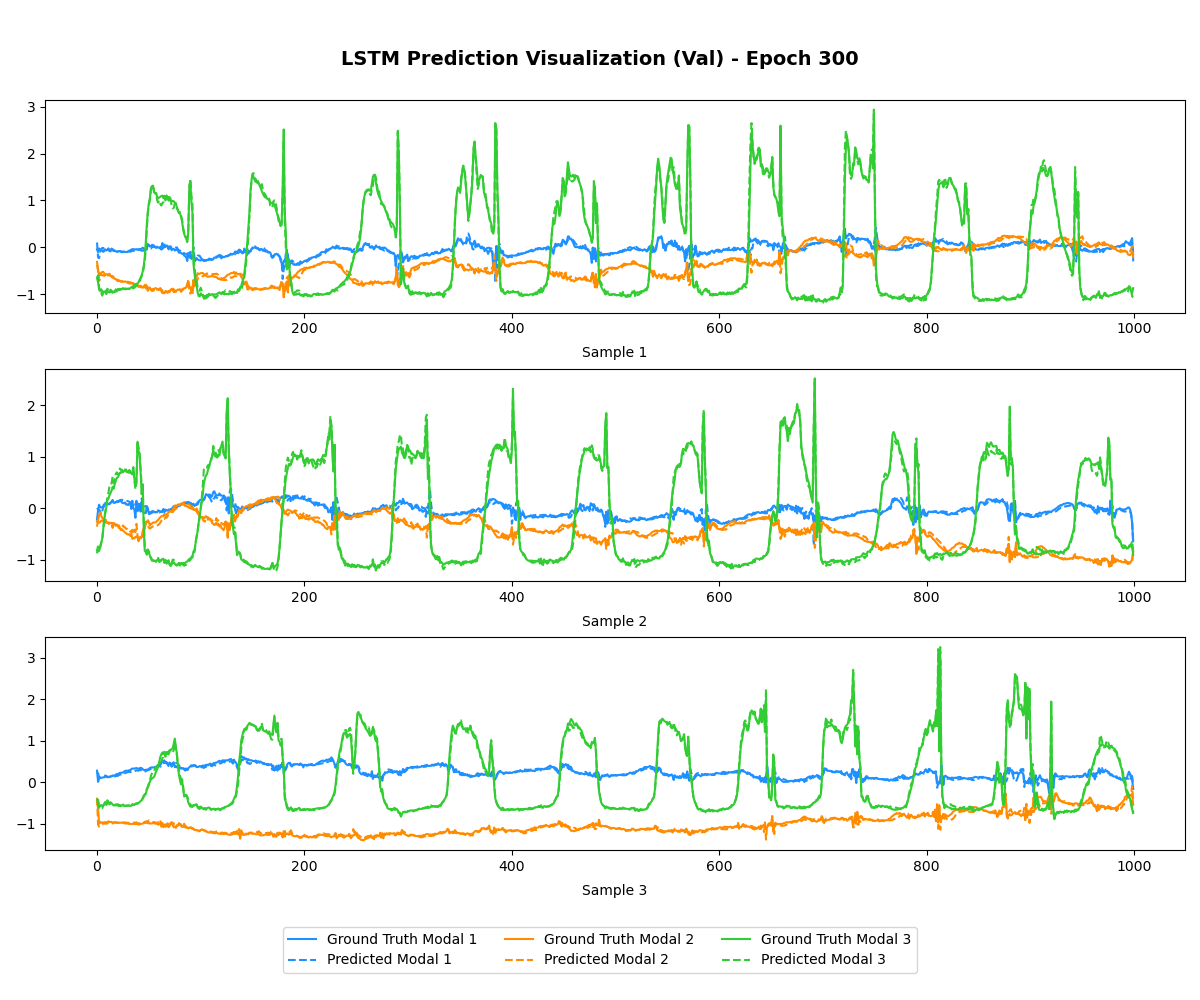 LSTM Prediction Visualization (Val) - Epoch 300
3
2
1
0
−1
0 200 400 600 800 1000
Sample 1
2
1
0
−1
0 200 400 600 800 1000
Sample 2
3
2
1
0
−1
0 200 400 600 800 1000
Sample 3
Ground Truth Modal 1 Ground Truth Modal 2 Ground Truth Modal 3
Predicted Modal 1 Predicted Modal 2 Predicted Modal 3